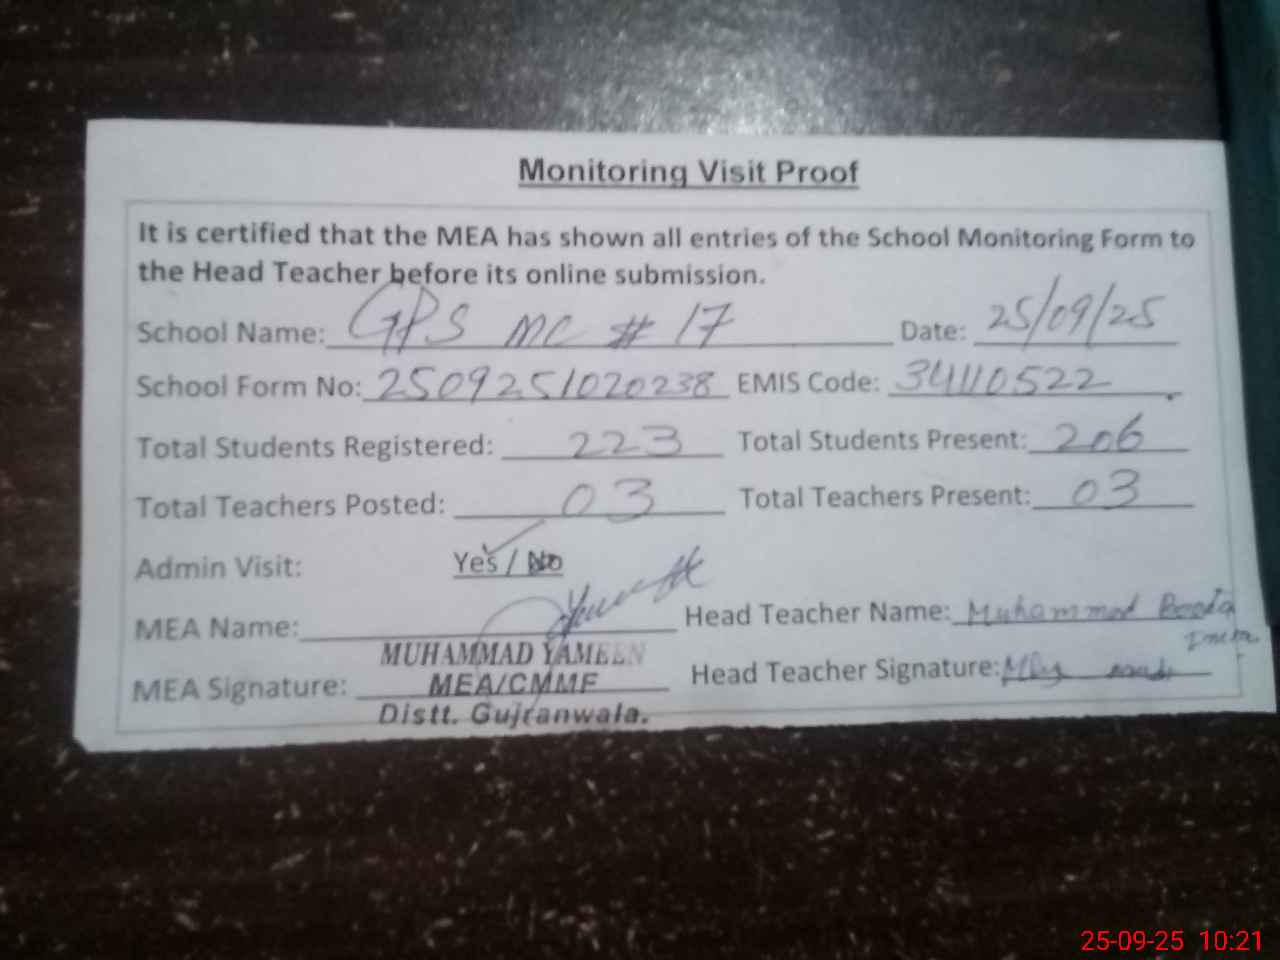 Monitoring Visit Proof
It is certified that the MEA has shown all entries of the School Monitoring Form to
the Head Teacher before its online submission.
School Name: GPS MC # 17 Date: 25/09/25
School Form No: 2509251020238 EMIS Code: 34110522
Total Students Registered: 223 Total Students Present: 206
Total Teachers Posted: 03 Total Teachers Present: 03
Admin Visit: Yes / No
MEA Name: Head Teacher Name: Muhammad
MUHAMMAD YAMEEN
MEA Signature: MEA/CMMF Head Teacher Signature:
Distt. Gujranwala.
25-09-25 10:21